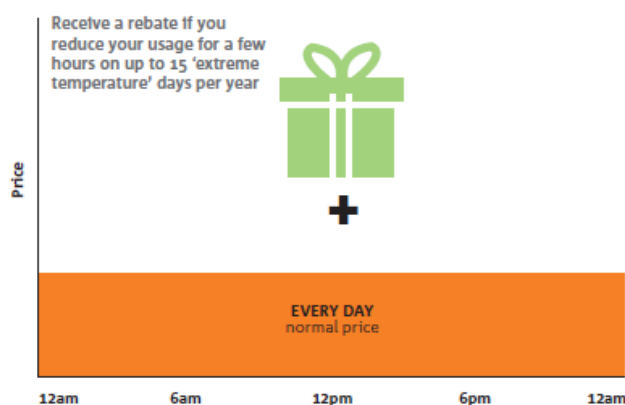 Receive a rebate if you
reduce your usage for a few
hours on up to 15 ‘extreme
temperature’ days per year
Price
EVERY DAY
normal price
12am 6am 12pm 6pm 12am